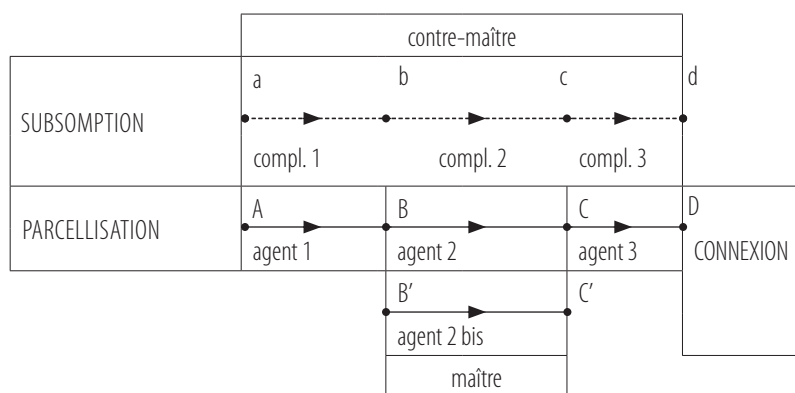 contre-maître
a b c d
SUBSOMPTION
compl. 1 compl. 2 compl. 3
A B C D
PARCELLISATION
agent 1 agent 2 agent 3 CONNEXION
B' C'
agent 2 bis
maître